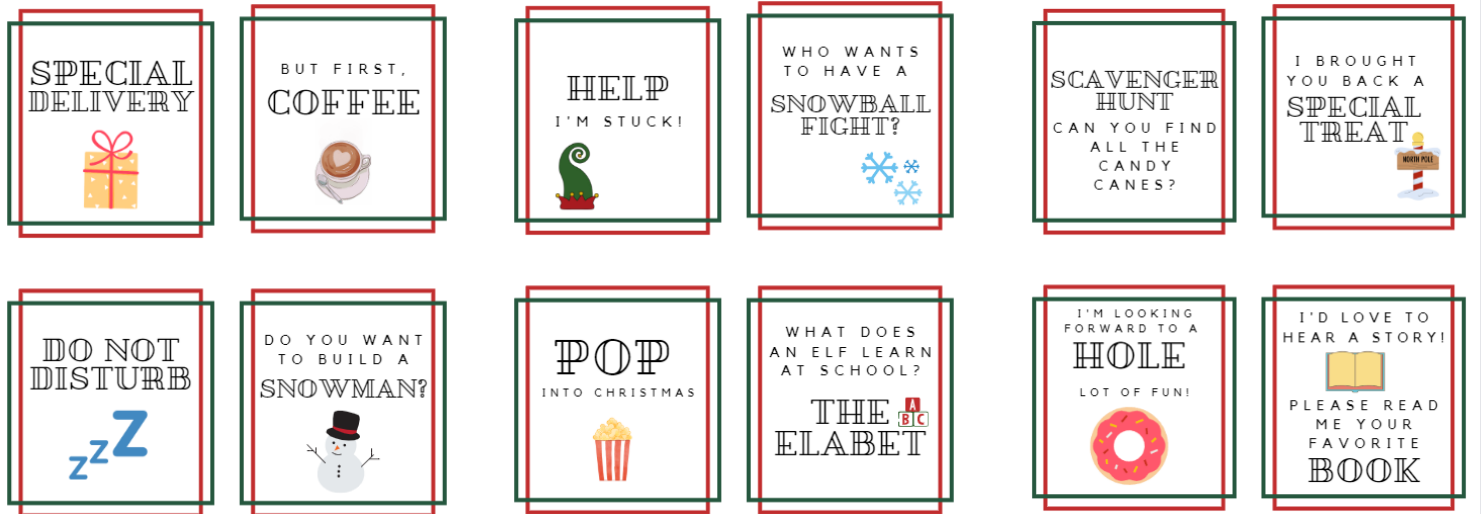 SPECIAL
DELIVERY
BUT FIRST,
COFFEE
HELP
I'M STUCK!
WHO WANTS
TO HAVE A
SNOWBALL
FIGHT?
SCAVENGER
HUNT
CAN YOU FIND
ALL THE
CANDY
CANES?
I BROUGHT
YOU BACK A
SPECIAL
TREAT
NORTH POLE
DO NOT
DISTURB
Z
Z
Z
DO YOU WANT
TO BUILD A
SNOWMAN?
POP
INTO CHRISTMAS
WHAT DOES
AN ELF LEARN
AT SCHOOL?
THE
A
B C
ELABET
I'M LOOKING
FORWARD TO A
HOLE
LOT OF FUN!
I'D LOVE TO
HEAR A STORY!
PLEASE READ
ME YOUR
FAVORITE
BOOK